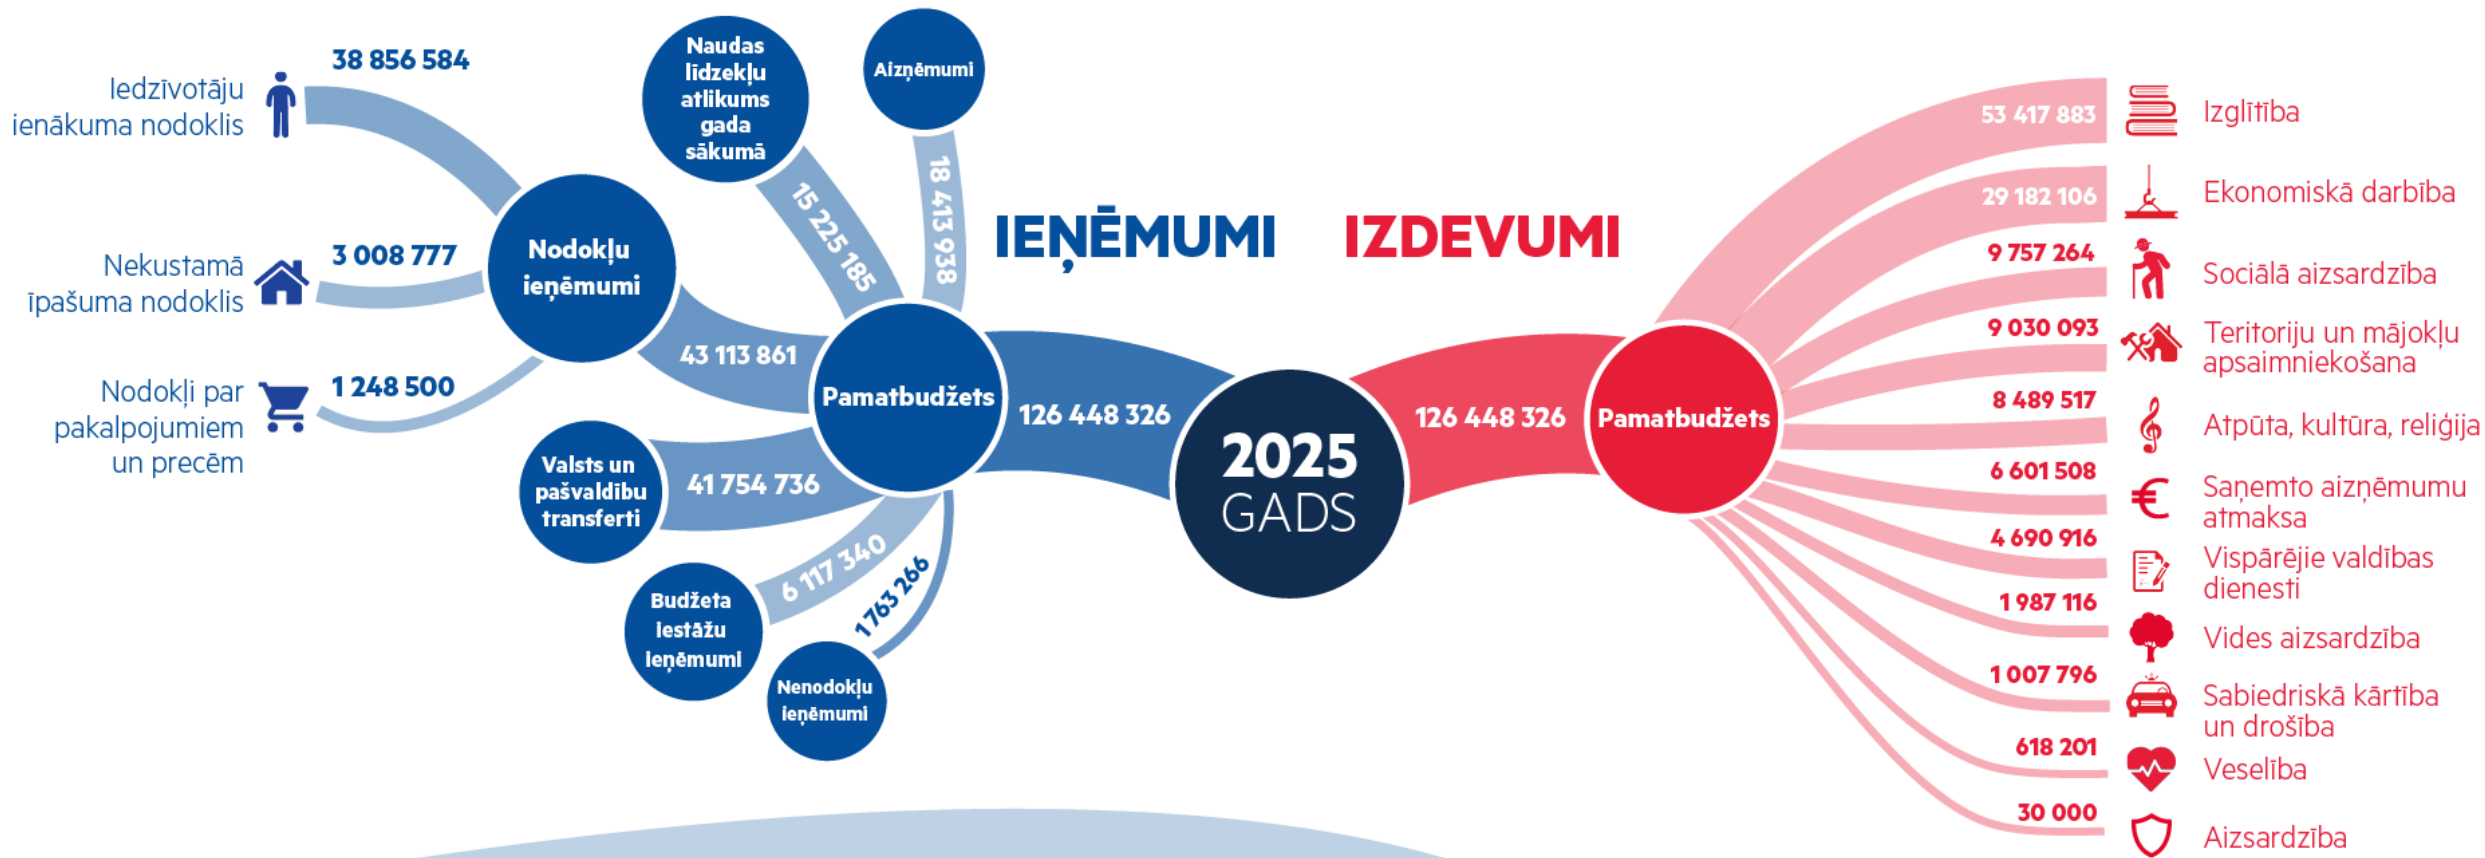 38 856 584
Iedzīvotāju
ienākuma nodoklis
3 008 777
Nekustamā
īpašuma nodoklis
1 248 500
Nodokļi par
pakalpojumiem
un precēm
Nodokļu
ieņēmumi
43 113 861
Naudas
līdzekļu
atlikums
gada
sākumā
15 225 185
Aizņēmumi
18 413 938
Valsts un
pašvaldību
transferti
41 754 736
Budžeta
iestāžu
ieņēmumi
6 117 340
Nenodokļu
ieņēmumi
1 763 266
Pamatbudžets
126 448 326
IEŅĒMUMI
IZDEVUMI
2025
GADS
126 448 326
Pamatbudžets
53 417 883
Izglītība
29 182 106
Ekonomiskā darbība
9 757 264
Sociālā aizsardzība
9 030 093
Teritoriju un mājokļu
apsaimniekošana
8 489 517
Atpūta, kultūra, reliģija
6 601 508
Saņemto aizņēmumu
atmaksa
4 690 916
Vispārējie valdības
dienesti
1 987 116
Vides aizsardzība
1 007 796
Sabiedriskā kārtība
un drošība
618 201
Veselība
30 000
Aizsardzība